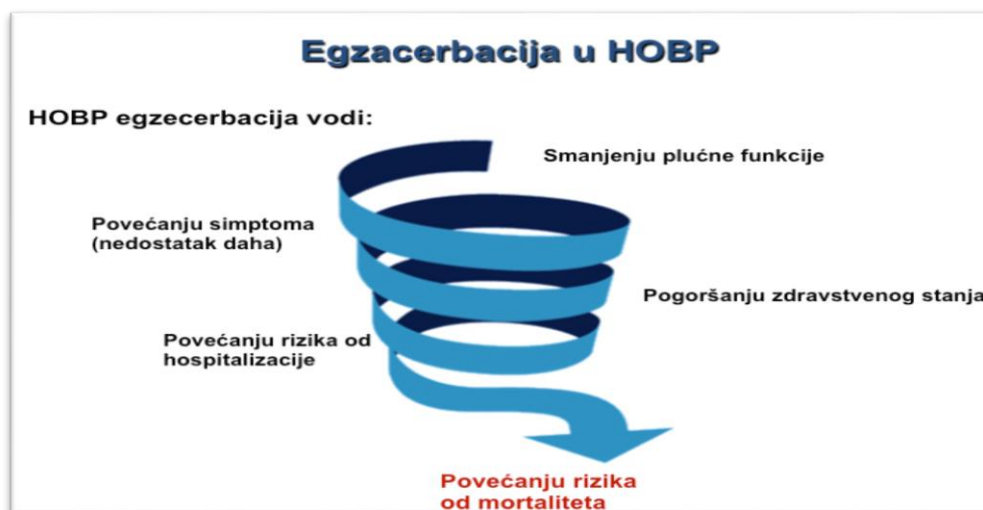 Egzacerbacija u HOBP
HOBP egzecerbacija vodi:
Smanjenju plućne funkcije
Povećanju simptoma
(nedostatak daha)
Pogoršanju zdravstvenog stanja
Povećanju rizika od
hospitalizacije
Povećanju rizika
od mortaliteta